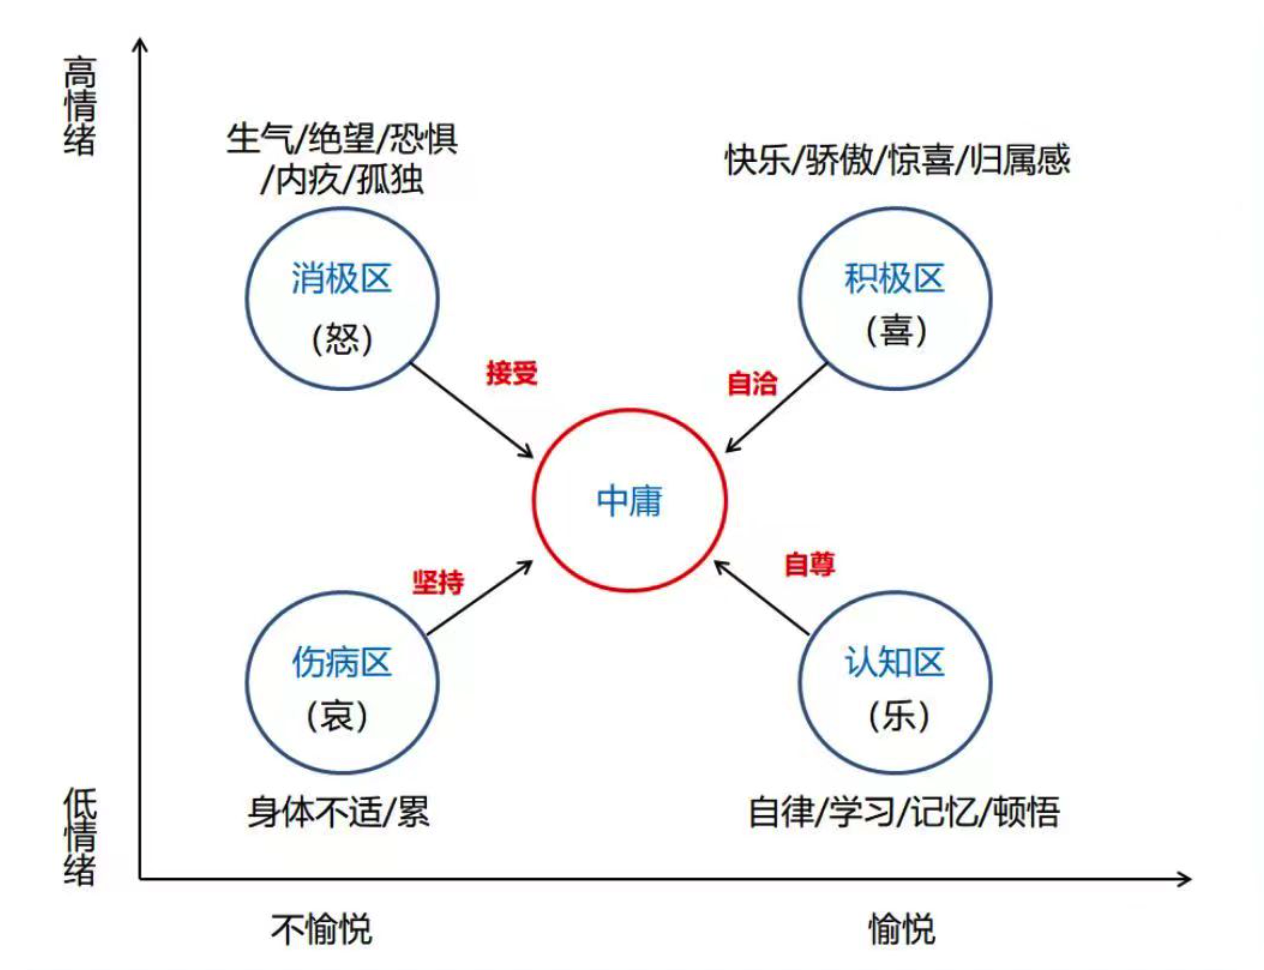 高情绪
生气/绝望/恐惧
/内疚/孤独
快乐/骄傲/惊喜/归属感
消极区
(怒)
积极区
(喜)
接受
自洽
中庸
坚持
自尊
伤病区
(哀)
认知区
(乐)
低情绪
身体不适/累
自律/学习/记忆/顿悟
不愉悦
愉悦